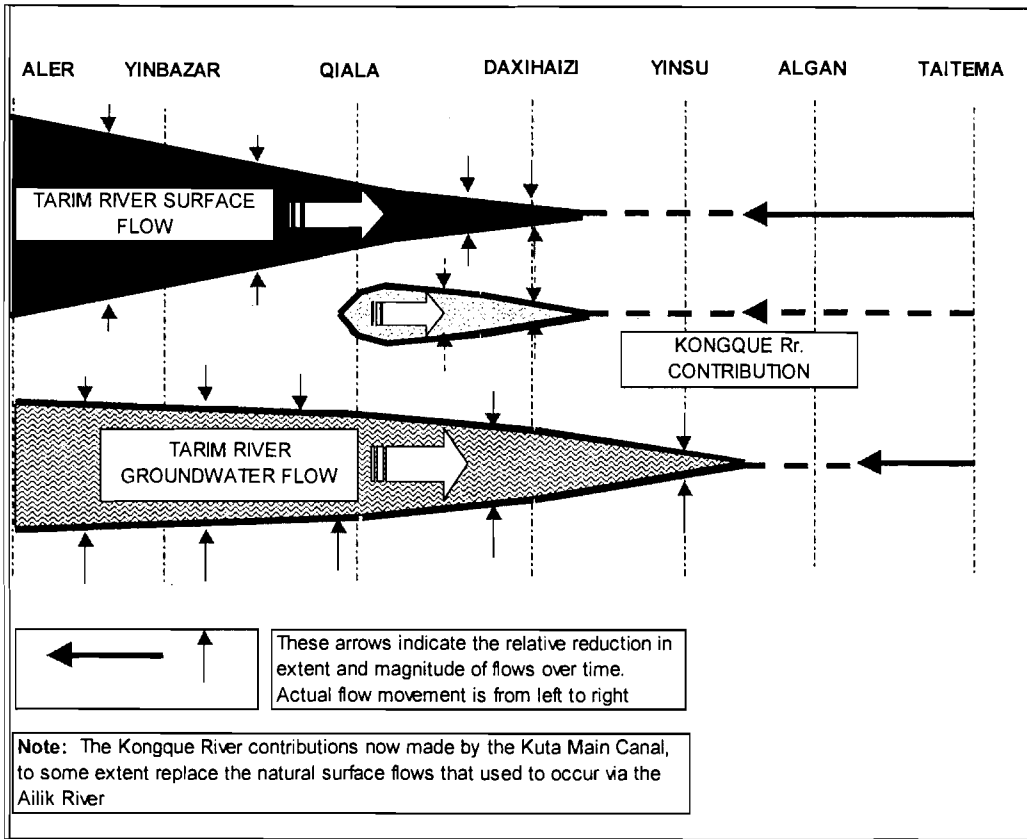 ALER YINBAZAR QIALA DAXIHAIZI YINSU ALGAN TAITEMA
TARIM RIVER SURFACE
FLOW
KONGQUE Rr.
CONTRIBUTION
TARIM RIVER
GROUNDWATER FLOW
These arrows indicate the relative reduction in
extent and magnitude of flows over time.
Actual flow movement is from left to right
Note: The Kongque River contributions now made by the Kuta Main Canal,
to some extent replace the natural surface flows that used to occur via the
Ailik River